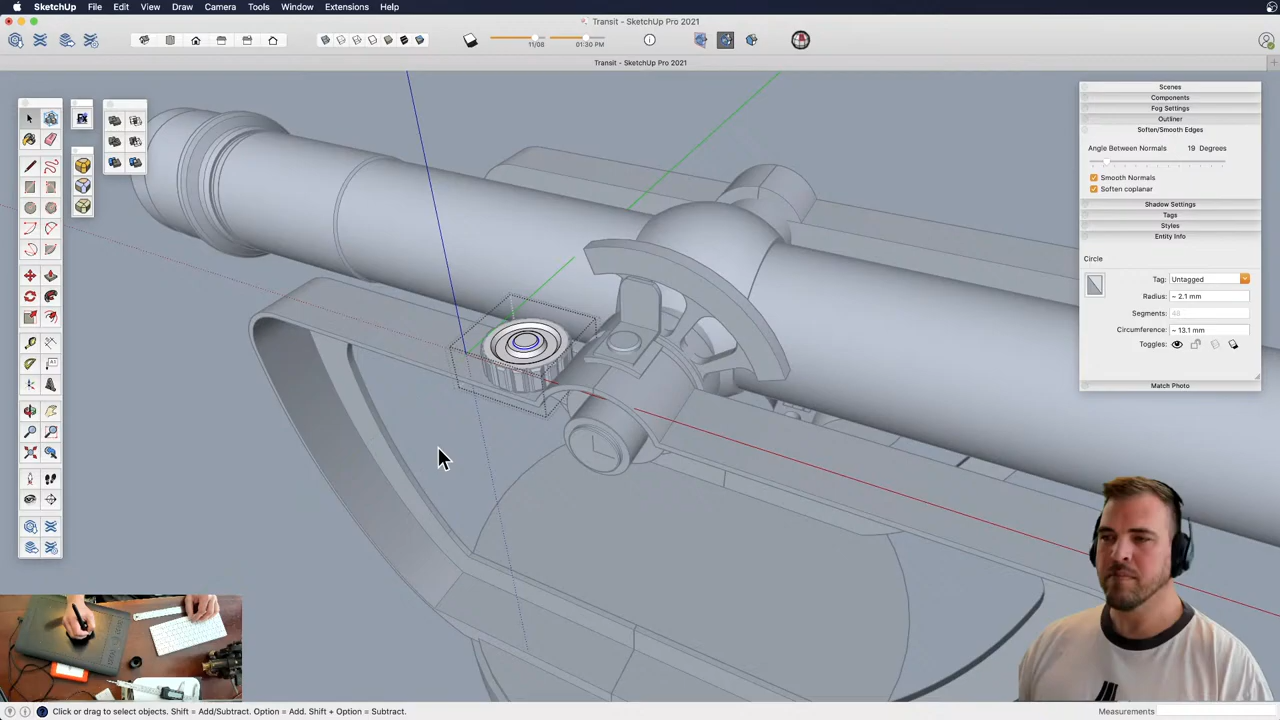 SketchUp File Edit View Draw Camera Tools Window Extensions Help
Transit - SketchUp Pro 2021
11/08 01:30 PM
Transit - SketchUp Pro 2021
Scenes
Components
Fog Settings
Outliner
Soften/Smooth Edges
Angle Between Normals 19 Degrees
Smooth Normals
Soften coplanar
Shadow Settings
Tags
Styles
Entity Info
Circle
Tag: Untagged
Radius: ~ 2.1 mm
Segments: 48
Circumference: ~ 13.1 mm
Toggles:
Match Photo
Click or drag to select objects. Shift = Add/Subtract. Option = Add. Shift + Option = Subtract.
Measurements